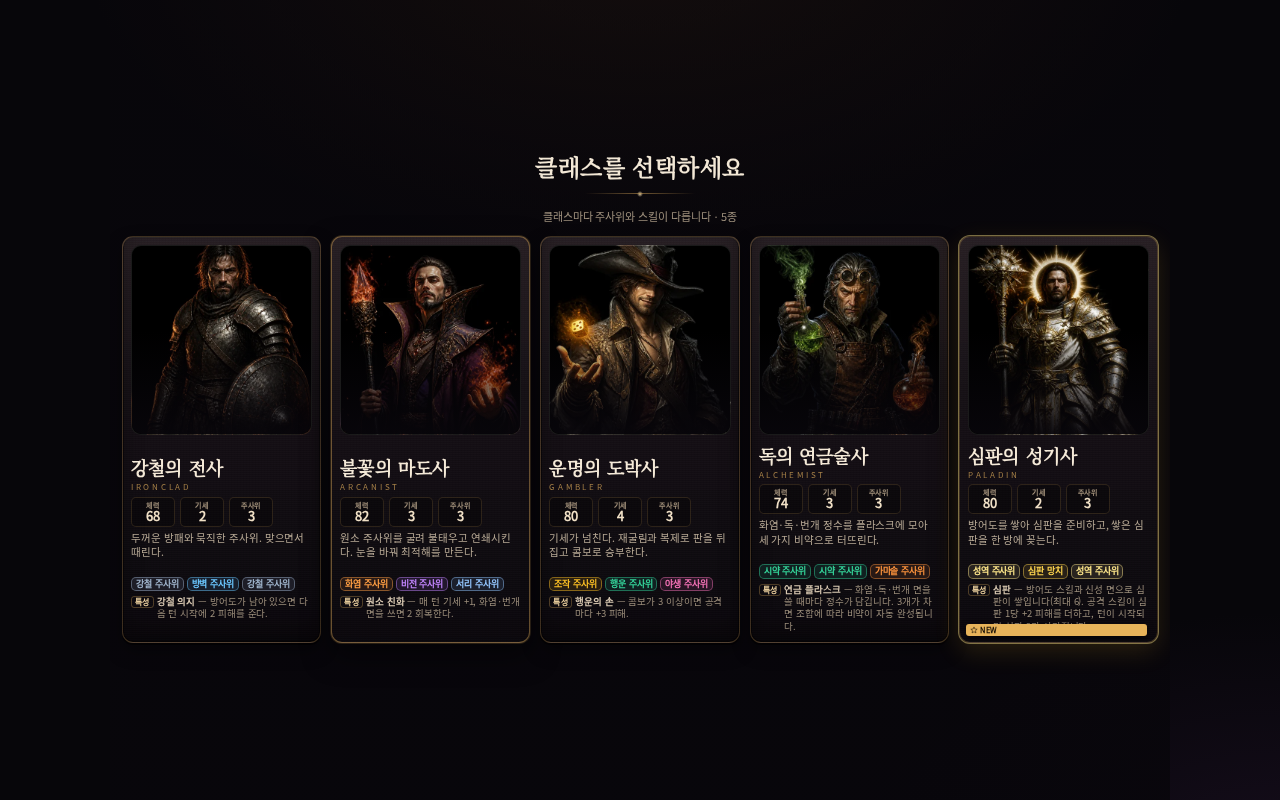 클래스를 선택하세요
클래스마다 주사위와 스킬이 다릅니다 · 5종
강철의 전사
IRONCLAD
체력 기세 주사위
68 2 3
두꺼운 방패와 묵직한 주사위. 맞으면서
때린다.
강철 주사위 방벽 주사위 강철 주사위
특성 강철 의지 — 방어도가 남아 있으면 다
음 턴 시작에 2 피해를 준다.
불꽃의 마도사
ARCANIST
체력 기세 주사위
82 3 3
원소 주사위를 굴려 불태우고 연쇄시킨
다. 눈을 바꿔 최적해를 만든다.
화염 주사위 비전 주사위 서리 주사위
특성 원소 친화 — 매 턴 기세 +1, 화염·번개
면을 쓰면 2 회복한다.
운명의 도박사
GAMBLER
체력 기세 주사위
80 4 3
기세가 넘친다. 재굴림과 복제로 판을 뒤
집고 콤보로 승부한다.
조작 주사위 행운 주사위 야생 주사위
특성 행운의 손 — 콤보가 3 이상이면 공격
마다 +3 피해.
독의 연금술사
ALCHEMIST
체력 기세 주사위
74 3 3
화염·독·번개 정수를 플라스크에 모아
세 가지 비약으로 터뜨린다.
시약 주사위 시약 주사위 가마솥 주사위
특성 연금 플라스크 — 화염·독·번개 면을
쓸 때마다 정수가 담깁니다. 3개가 차
면 조합에 따라 비약이 자동 완성됩니
다.
심판의 성기사
PALADIN
체력 기세 주사위
80 2 3
방어도를 쌓아 심판을 준비하고, 쌓은 심
판을 한 방에 꽂는다.
성역 주사위 심판 망치 성역 주사위
특성 심판 — 방어도 스킬과 신성 면으로 심
판이 쌓입니다(최대 6). 공격 스킬이 심
판 1당 +2 피해를 더하고, 턴이 시작되
☆ NEW